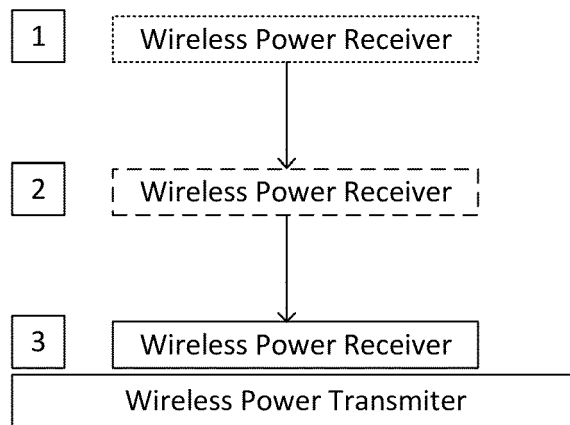 1 Wireless Power Receiver
2 Wireless Power Receiver
3 Wireless Power Receiver
Wireless Power Transmiter